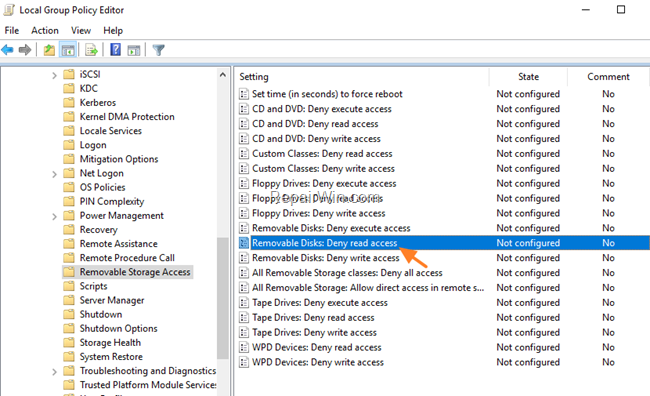 Local Group Policy Editor
File Action View Help
iSCSI
KDC
Kerberos
Kernel DMA Protection
Locale Services
Logon
Mitigation Options
Net Logon
OS Policies
PIN Complexity
Power Management
Recovery
Remote Assistance
Remote Procedure Call
Removable Storage Access
Scripts
Server Manager
Shutdown
Shutdown Options
Storage Health
System Restore
Troubleshooting and Diagnostics
Trusted Platform Module Services
Setting State Comment
Set time (in seconds) to force reboot Not configured No
CD and DVD: Deny execute access Not configured No
CD and DVD: Deny read access Not configured No
CD and DVD: Deny write access Not configured No
Custom Classes: Deny read access Not configured No
Custom Classes: Deny write access Not configured No
Floppy Drives: Deny execute access Not configured No
Floppy Drives: Deny read access Not configured No
RepairWin.com
Floppy Drives: Deny write access Not configured No
Removable Disks: Deny execute access Not configured No
Removable Disks: Deny read access Not configured No
Removable Disks: Deny write access Not configured No
All Removable Storage classes: Deny all access Not configured No
All Removable Storage: Allow direct access in remote s... Not configured No
Tape Drives: Deny execute access Not configured No
Tape Drives: Deny read access Not configured No
Tape Drives: Deny write access Not configured No
WPD Devices: Deny read access Not configured No
WPD Devices: Deny write access Not configured No